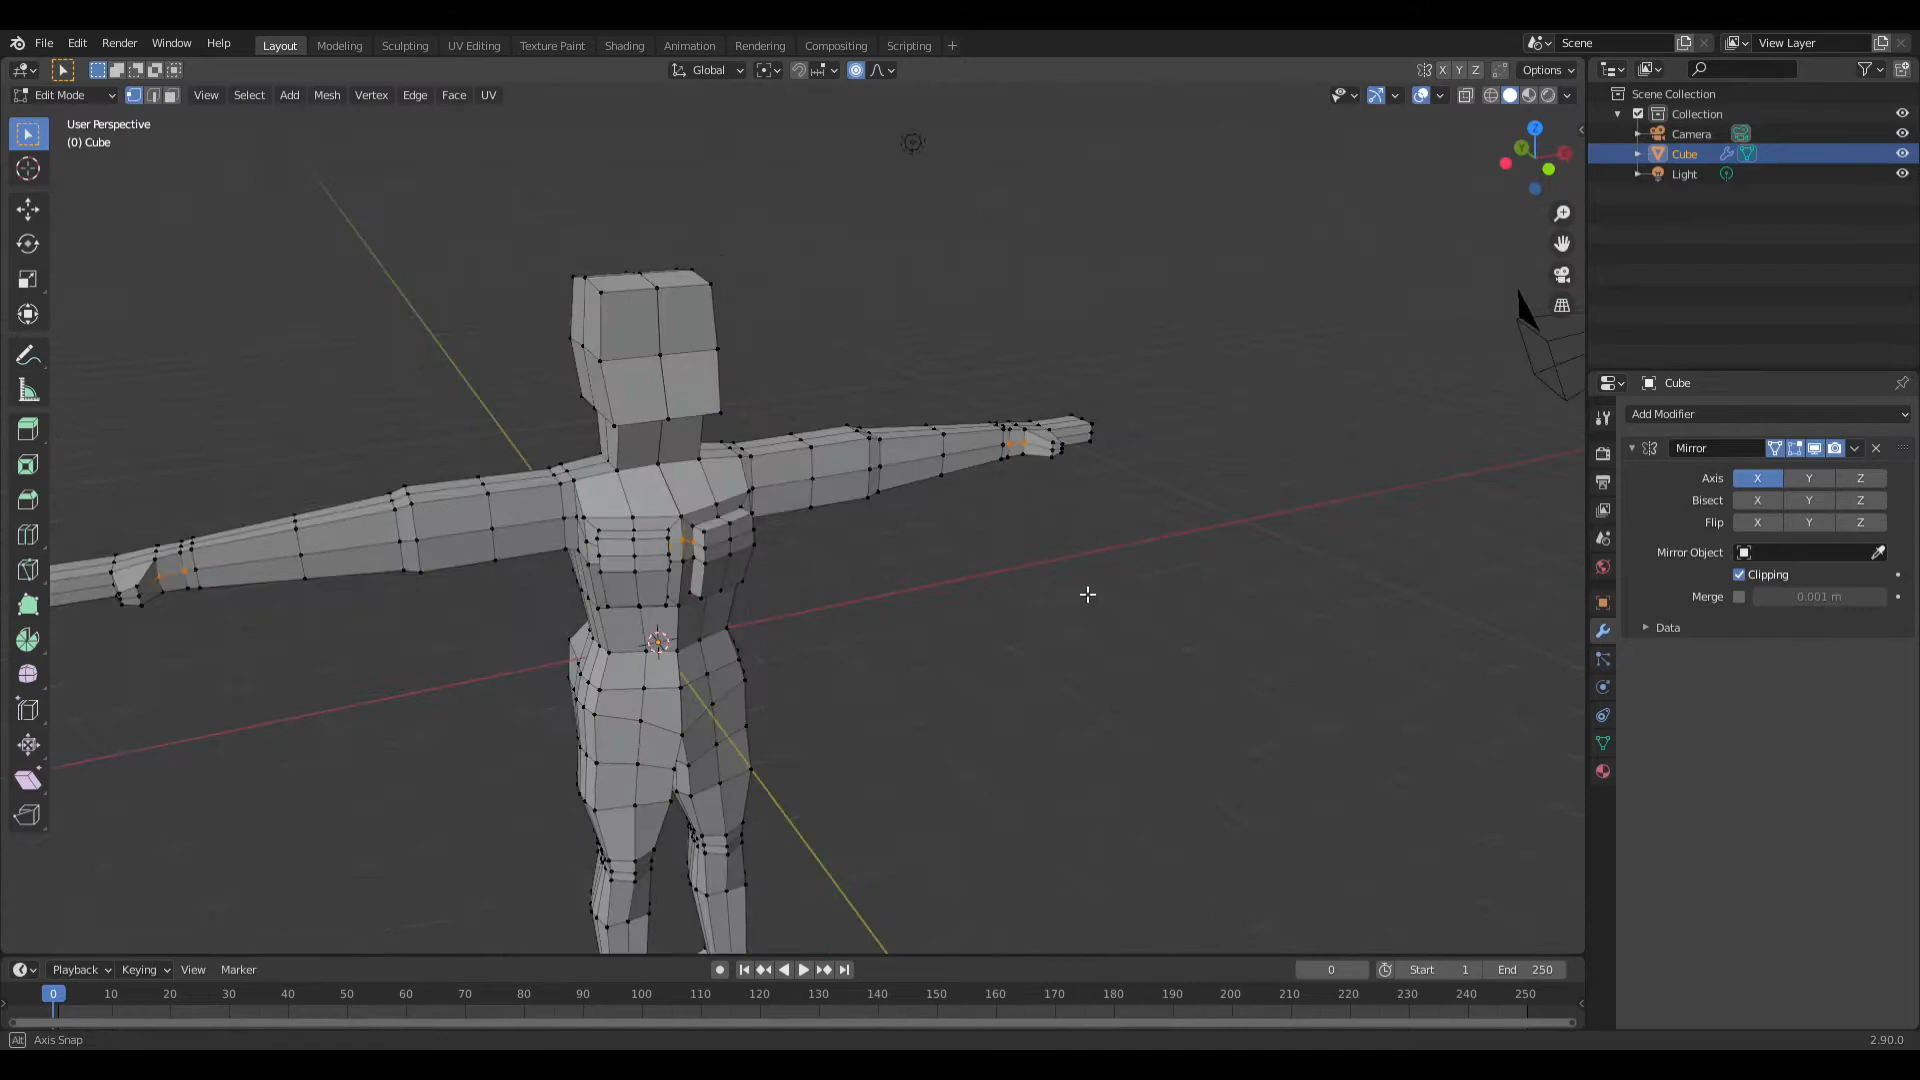 File Edit Render Window Help Layout Modeling Sculpting UV Editing Texture Paint Shading Animation Rendering Compositing Scripting + Scene View Layer
Global X Y Z Options
Edit Mode View Select Add Mesh Vertex Edge Face UV
User Perspective
(0) Cube
Z
Y
X
Scene Collection
Collection
Camera
Cube
Light
Cube
Add Modifier
Mirror
Axis X Y Z
Bisect X Y Z
Flip X Y Z
Mirror Object
Clipping
Merge 0.001 m
Data
Playback Keying View Marker 0 Start 1 End 250
0 10 20 30 40 50 60 70 80 90 100 110 120 130 140 150 160 170 180 190 200 210 220 230 240 250
Alt Axis Snap 2.90.0